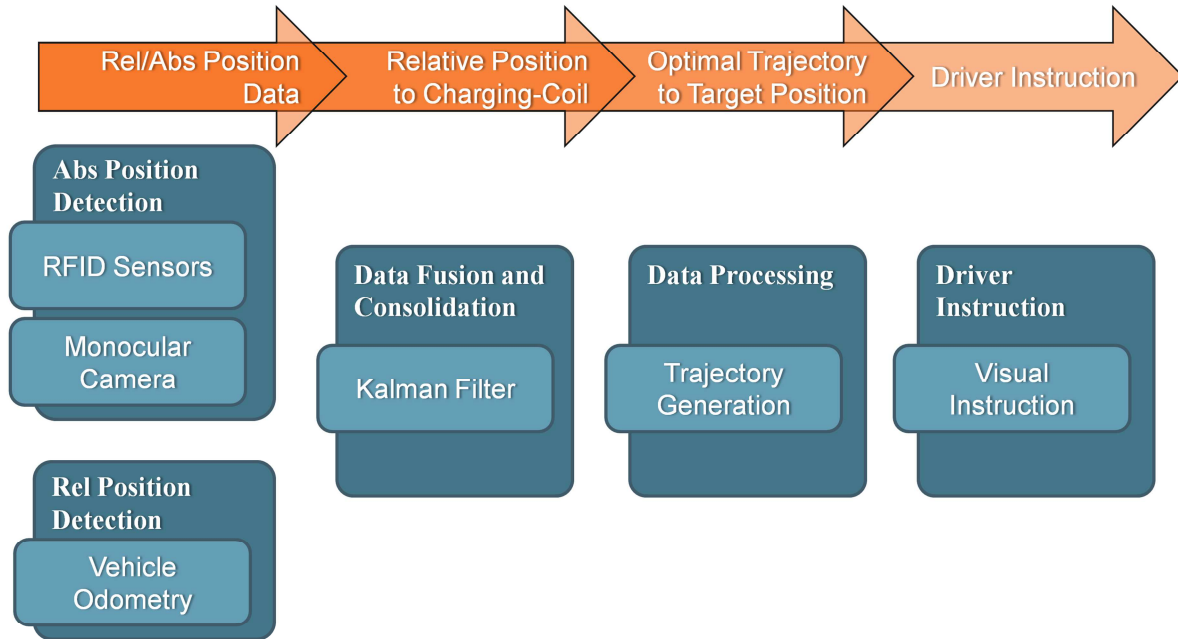 Rel/Abs Position
Data
Relative Position
to Charging-Coil
Optimal Trajectory
to Target Position
Driver Instruction
Abs Position
Detection
RFID Sensors
Monocular
Camera
Rel Position
Detection
Vehicle
Odometry
Data Fusion and
Consolidation
Kalman Filter
Data Processing
Trajectory
Generation
Driver
Instruction
Visual
Instruction